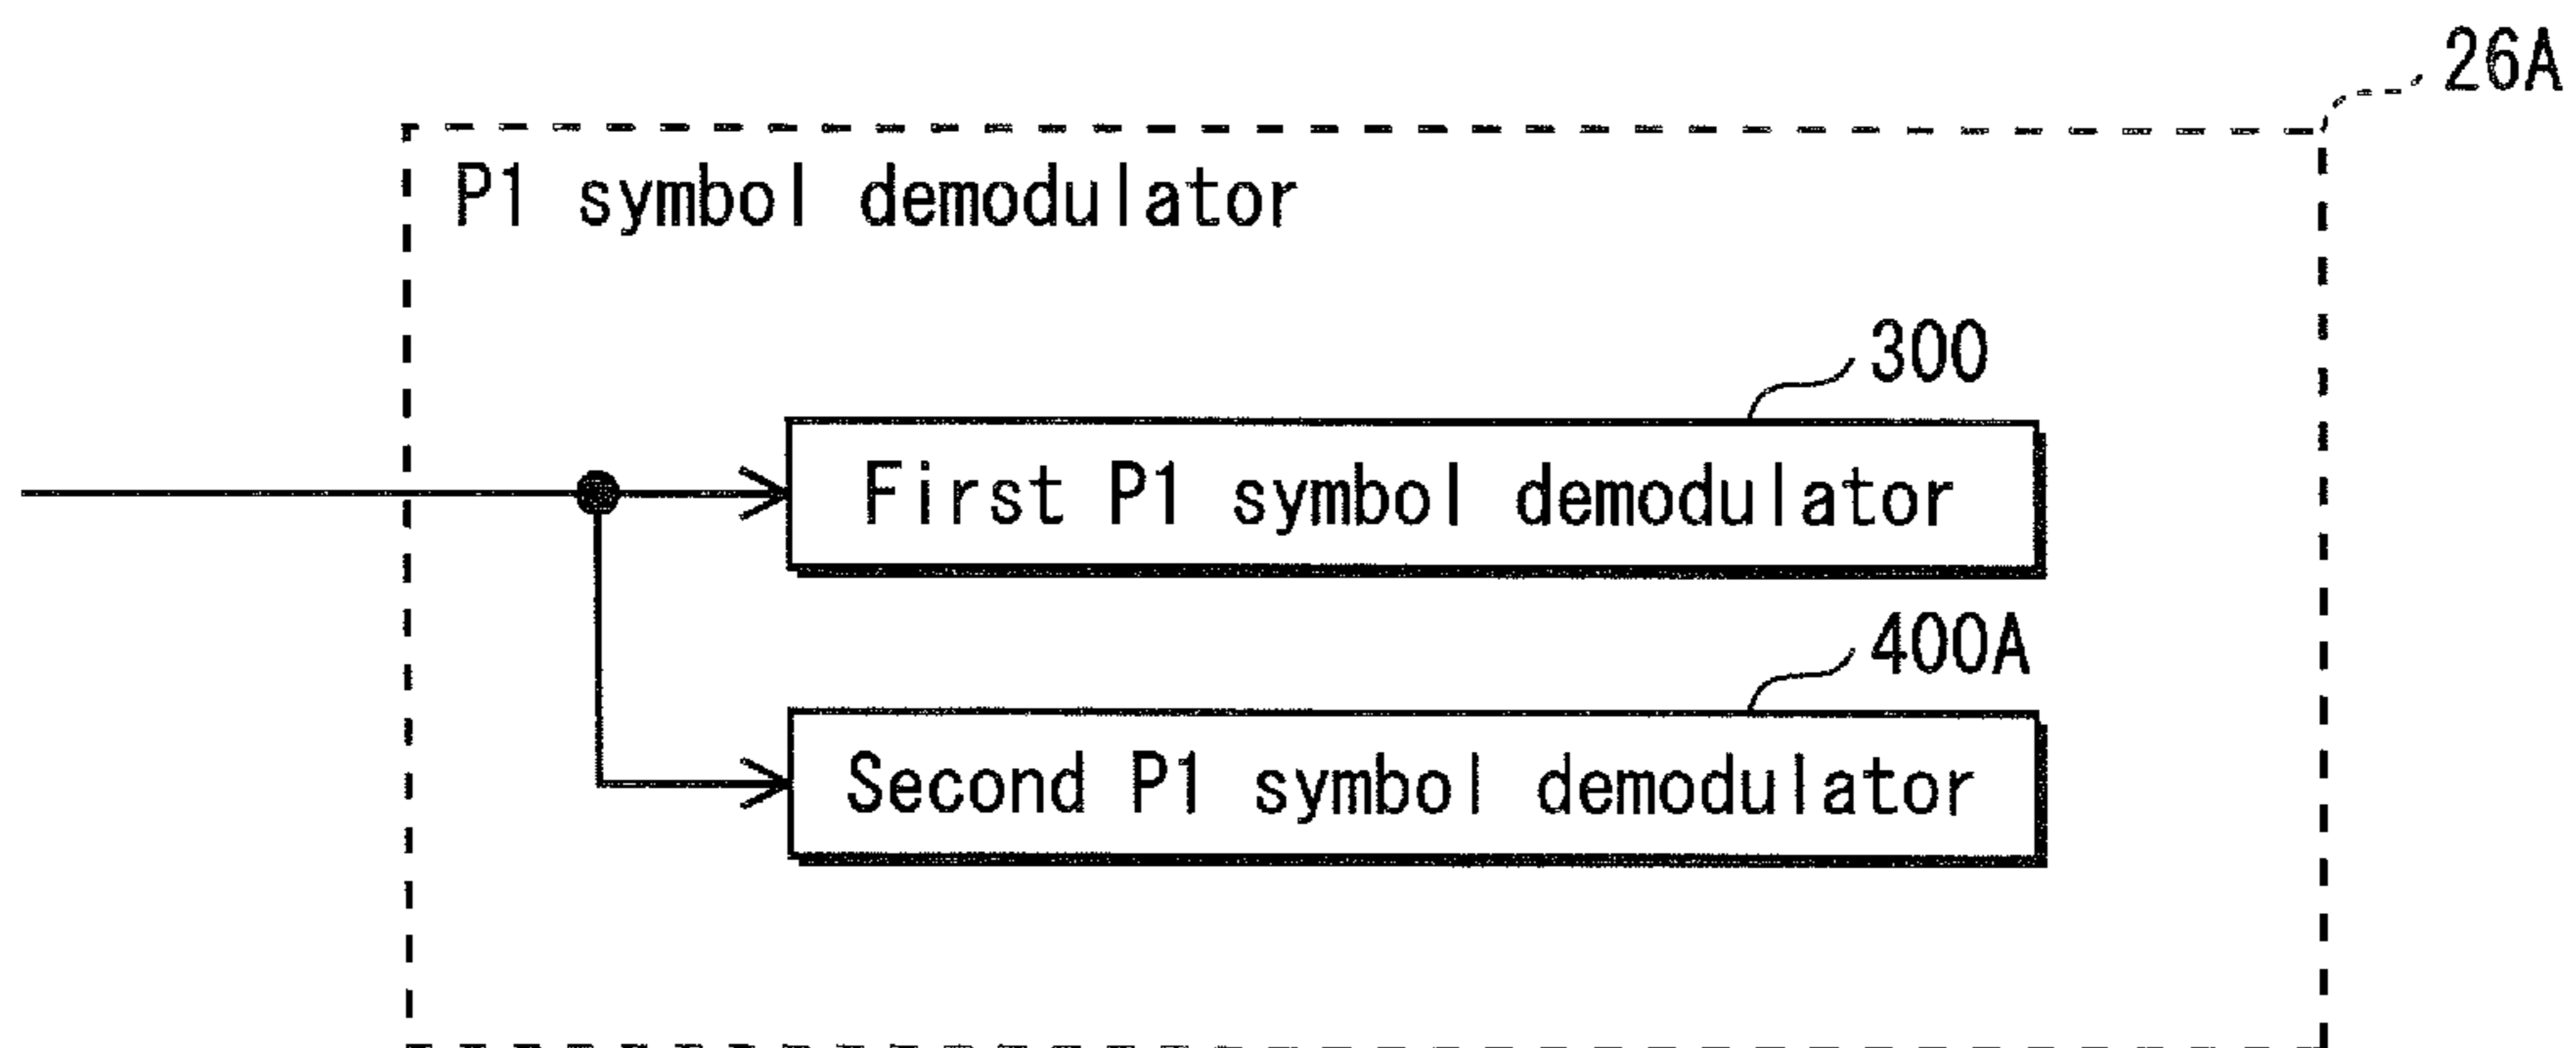 26A
P1 symbol demodulator
300
First P1 symbol demodulator
400A
Second P1 symbol demodulator